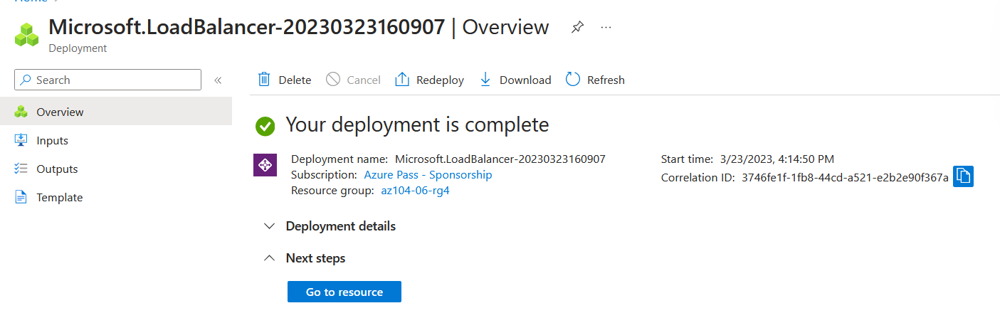 Home
Microsoft.LoadBalancer-20230323160907 | Overview
Deployment
Search
Delete
Cancel
Redeploy
Download
Refresh
Overview
Inputs
Outputs
Template
Your deployment is complete
Deployment name: Microsoft.LoadBalancer-20230323160907
Subscription: Azure Pass - Sponsorship
Resource group: az104-06-rg4
Start time: 3/23/2023, 4:14:50 PM
Correlation ID: 3746fe1f-1fb8-44cd-a521-e2b2e90f367a
Deployment details
Next steps
Go to resource